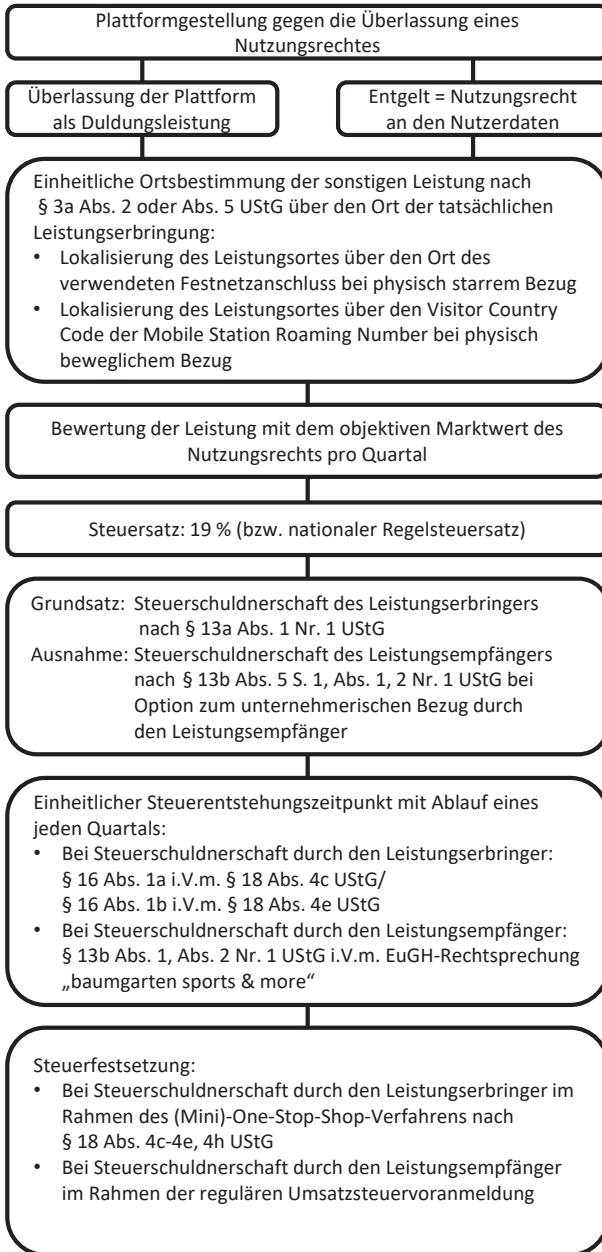 Plattformgestellung gegen die Überlassung eines
Nutzungsrechtes
Überlassung der Plattform
als Duldungsleistung
Entgelt = Nutzungsrecht
an den Nutzerdaten
Einheitliche Ortsbestimmung der sonstigen Leistung nach
§ 3a Abs. 2 oder Abs. 5 UStG über den Ort der tatsächlichen
Leistungserbringung:
• Lokalisierung des Leistungsortes über den Ort des
verwendeten Festnetzanschluss bei physisch starrem Bezug
• Lokalisierung des Leistungsortes über den Visitor Country
Code der Mobile Station Roaming Number bei physisch
beweglichem Bezug
Bewertung der Leistung mit dem objektiven Marktwert des
Nutzungsrechts pro Quartal
Steuersatz: 19 % (bzw. nationaler Regelsteuersatz)
Grundsatz: Steuerschuldnerschaft des Leistungserbringers
nach § 13a Abs. 1 Nr. 1 UStG
Ausnahme: Steuerschuldnerschaft des Leistungsempfängers
nach § 13b Abs. 5 S. 1, Abs. 1, 2 Nr. 1 UStG bei
Option zum unternehmerischen Bezug durch
den Leistungsempfänger
Einheitlicher Steuerentstehungszeitpunkt mit Ablauf eines
jeden Quartals:
• Bei Steuerschuldnerschaft durch den Leistungserbringer:
§ 16 Abs. 1a i.V.m. § 18 Abs. 4c UStG/
§ 16 Abs. 1b i.V.m. § 18 Abs. 4e UStG
• Bei Steuerschuldnerschaft durch den Leistungsempfänger:
§ 13b Abs. 1, Abs. 2 Nr. 1 UStG i.V.m. EuGH-Rechtsprechung
„baumgarten sports & more“
Steuerfestsetzung:
• Bei Steuerschuldnerschaft durch den Leistungserbringer im
Rahmen des (Mini)-One-Stop-Shop-Verfahrens nach
§ 18 Abs. 4c-4e, 4h UStG
• Bei Steuerschuldnerschaft durch den Leistungsempfänger
im Rahmen der regulären Umsatzsteuervoranmeldung